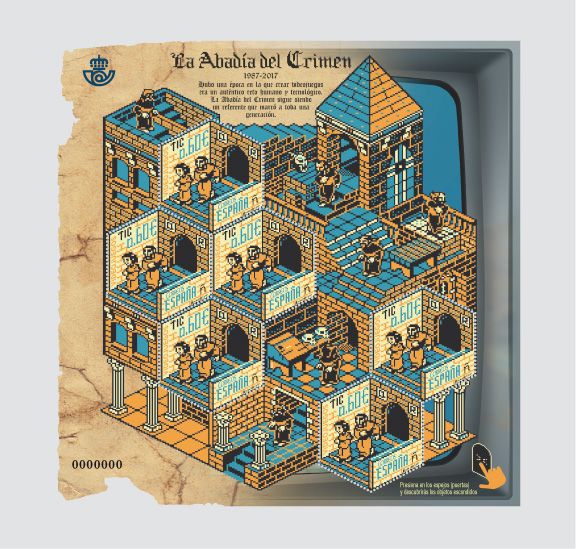 La Abadía del Crimen
1987-2017
Hubo una época en la que crear videojuegos
era un auténtico reto humano y tecnológico.
La Abadía del Crimen sigue siendo
un referente que marcó a toda una
generación.
TIC
0.60€
ESPAÑA
TIC
0.60€
ESPAÑA
TIC
0.60€
ESPAÑA
TIC
0.60€
ESPAÑA
TIC
0.60€
ESPAÑA
TIC
0.60€
ESPAÑA
0000000
Presiona en los espejos (puertas)
y descubrirás los objetos escondidos